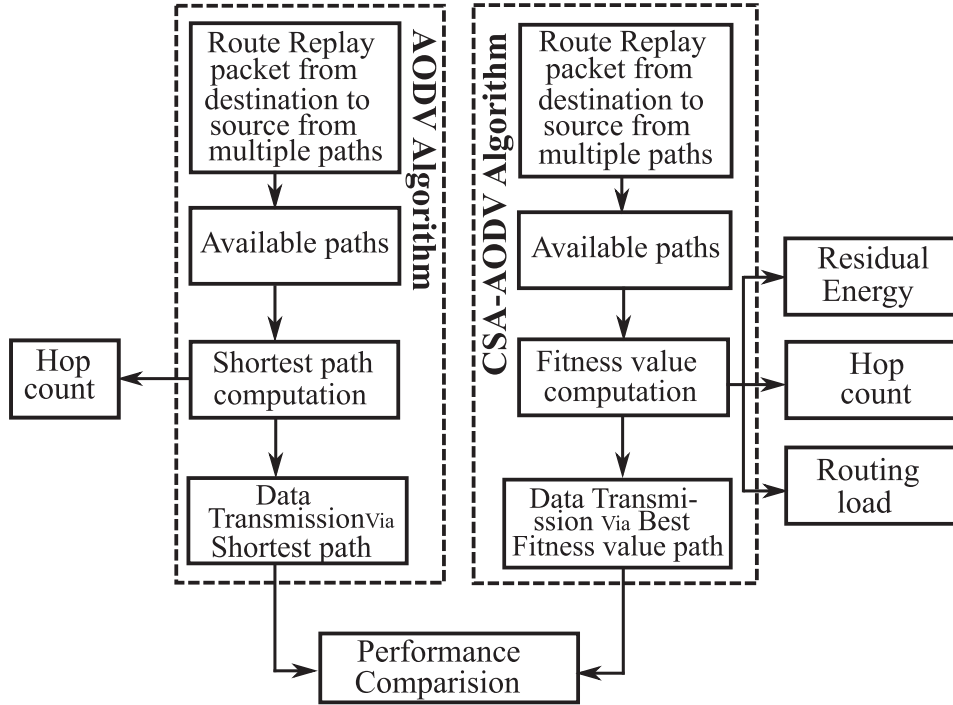 Route Replay
packet from
destination to
source from
multiple paths
AODV Algorithm
Available paths
Shortest path
computation
Hop
count
Data
Transmission Via
Shortest path
Route Replay
packet from
destination to
source from
multiple paths
CSA-AODV Algorithm
Available paths
Fitness value
computation
Residual
Energy
Hop
count
Routing
load
Data Transmi-
ssion Via Best
Fitness value path
Performance
Comparision